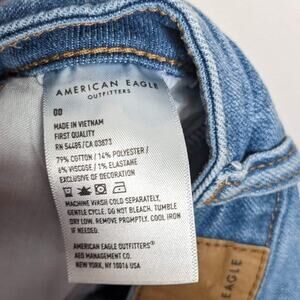 AMERICAN EAGLE
OUTFITTERS
00
MADE IN VIETNAM
FIRST QUALITY
RN 54485/CA 03873
79% COTTON / 14% POLYESTER /
6% VISCOSE / 1% ELASTANE
EXCLUSIVE OF DECORATION
MACHINE WASH COLD SEPARATELY,
GENTLE CYCLE. DO NOT BLEACH. TUMBLE
DRY LOW. REMOVE PROMPTLY. COOL IRON
IF NEEDED.
AMERICAN EAGLE OUTFITTERS®
AEO MANAGEMENT CO.
NEW YORK, NY 10016 USA
EAGLE